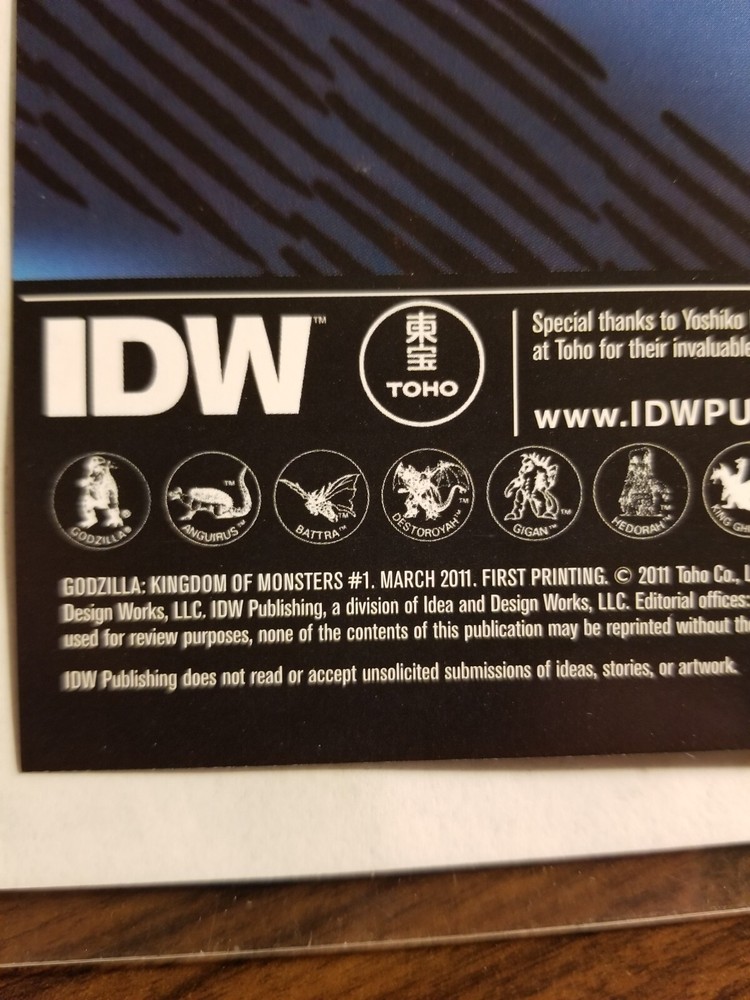 IDW™
東宝
TOHO
Special thanks to Yoshiko
at Toho for their invaluable
www.IDWPU
GODZILLA®
ANGUIRUS™
BATTRA™
DESTOROYAH™
GIGAN™
HEDORAH™
KING GH
GODZILLA: KINGDOM OF MONSTERS #1. MARCH 2011. FIRST PRINTING. © 2011 Toho Co., L
Design Works, LLC. IDW Publishing, a division of Idea and Design Works, LLC. Editorial offices:
used for review purposes, none of the contents of this publication may be reprinted without the
IDW Publishing does not read or accept unsolicited submissions of ideas, stories, or artwork.